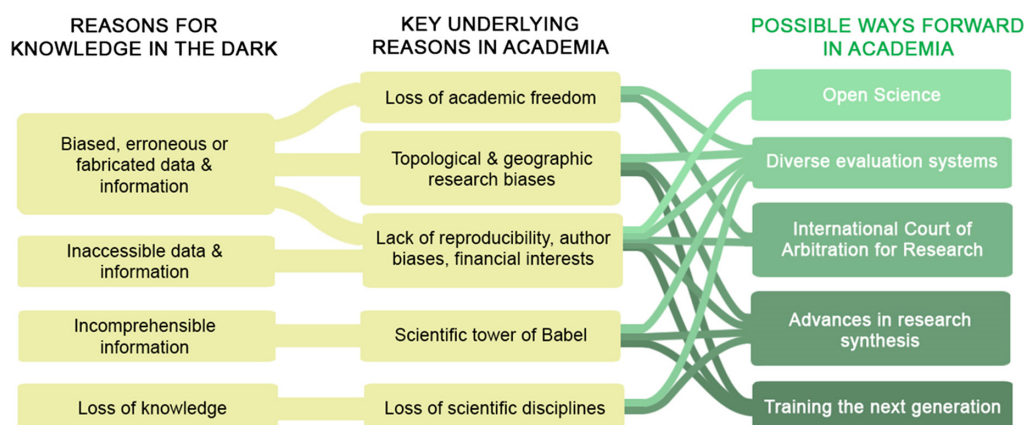 REASONS FOR
KNOWLEDGE IN THE DARK
Biased, erroneous or
fabricated data &
information
Inaccessible data &
information
Incomprehensible
information
Loss of knowledge
KEY UNDERLYING
REASONS IN ACADEMIA
Loss of academic freedom
Topological & geographic
research biases
Lack of reproducibility, author
biases, financial interests
Scientific tower of Babel
Loss of scientific disciplines
POSSIBLE WAYS FORWARD
IN ACADEMIA
Open Science
Diverse evaluation systems
International Court of
Arbitration for Research
Advances in research
synthesis
Training the next generation